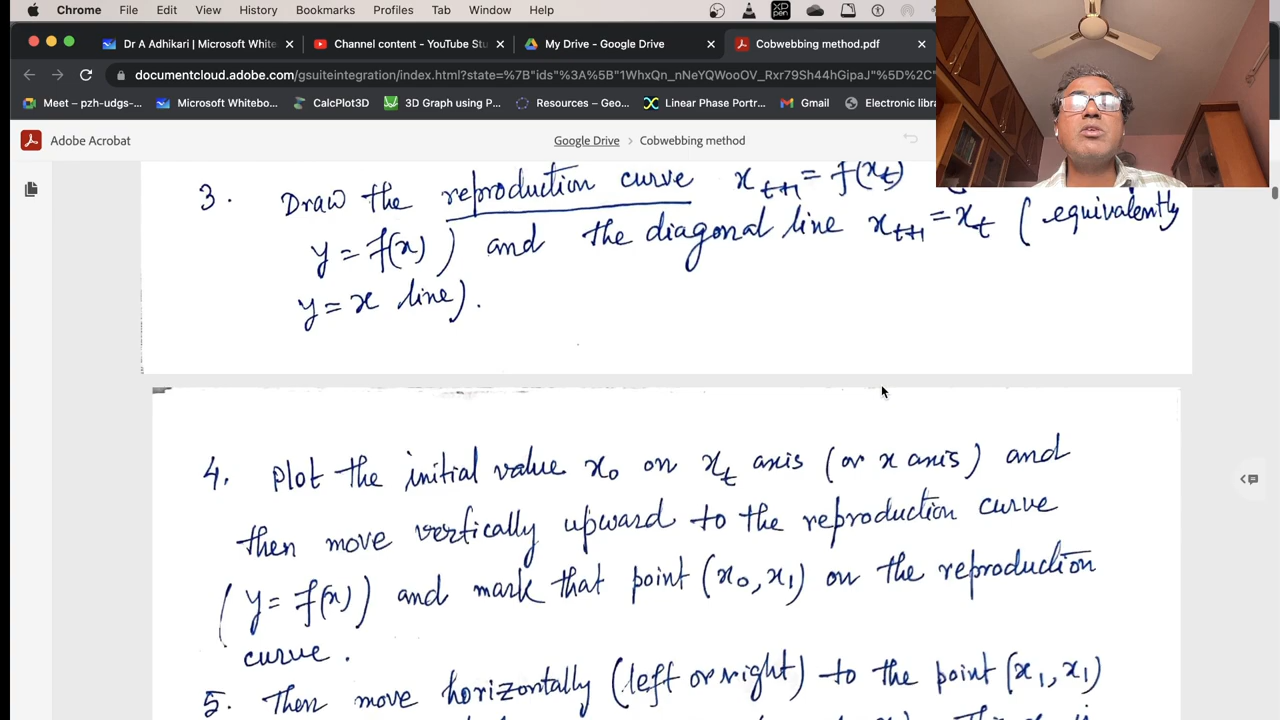 Chrome File Edit View History Bookmarks Profiles Tab Window Help
XP PEN
Dr A Adhikari | Microsoft White × Channel content - YouTube Stu × My Drive - Google Drive × Cobwebbing method.pdf ×
documentcloud.adobe.com/gsuiteintegration/index.html?state=%7B"ids"%3A%5B"1WhxQn_nNeYQWooOV_Rxr79Sh44hGipaJ"%5D%2C"
Meet – pzh-udgs-... Microsoft Whitebo... CalcPlot3D 3D Graph using P... Resources – Geo... Linear Phase Portr... Gmail Electronic libra
Adobe Acrobat Google Drive › Cobwebbing method
3. Draw the reproduction curve x_{t+1} = f(x_t)
y = f(x) ) and the diagonal line x_{t+1} = x_t ( equivalently
y = x line).
4. Plot the initial value x_0 on x_t axis (or x axis) and
then move vertically upward to the reproduction curve
( y = f(x) ) and mark that point (x_0, x_1) on the reproduction
curve.
5. Then move horizontally (left or right) to the point (x_1, x_1)